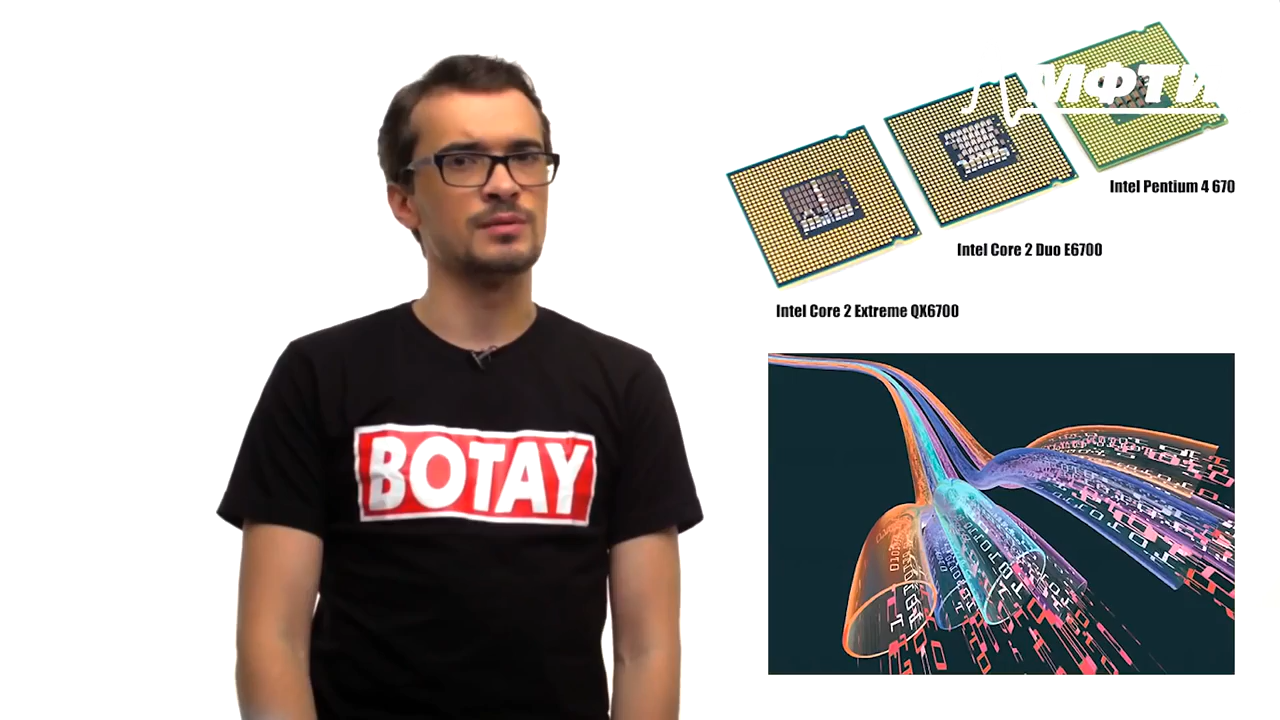 МФТИ
Intel Pentium 4 670
Intel Core 2 Duo E6700
Intel Core 2 Extreme QX6700
BOTAY